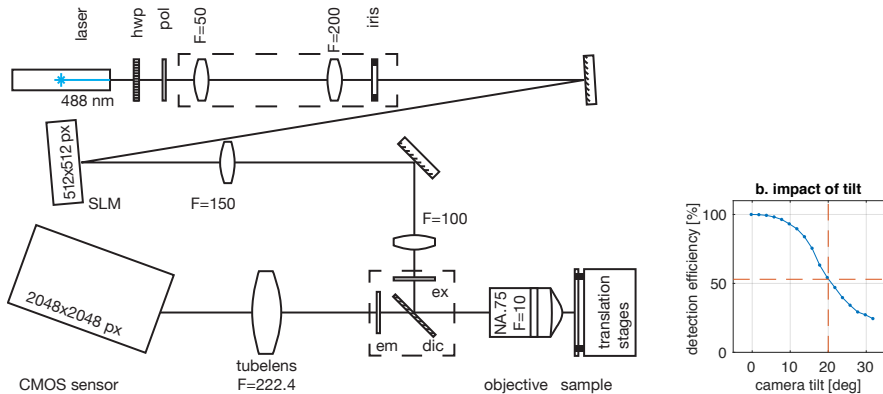 laser
hwp
pol
F=50
F=200
iris
488 nm
512x512 px
SLM
F=150
F=100
ex
2048x2048 px
em
dic
NA.75
F=10
translation
stages
tubelens
F=222.4
CMOS sensor
objective
sample
b. impact of tilt
detection efficiency [%]
100
50
0
0
10
20
30
camera tilt [deg]